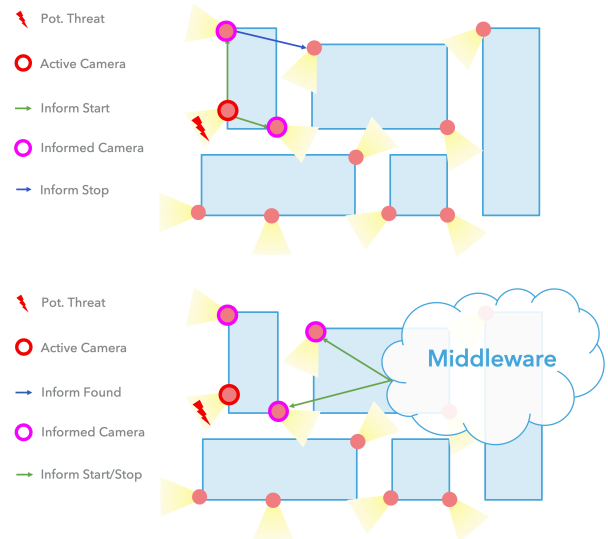 Pot. Threat
Active Camera
Inform Start
Informed Camera
Inform Stop
Pot. Threat
Active Camera
Inform Found
Informed Camera
Inform Start/Stop
Middleware